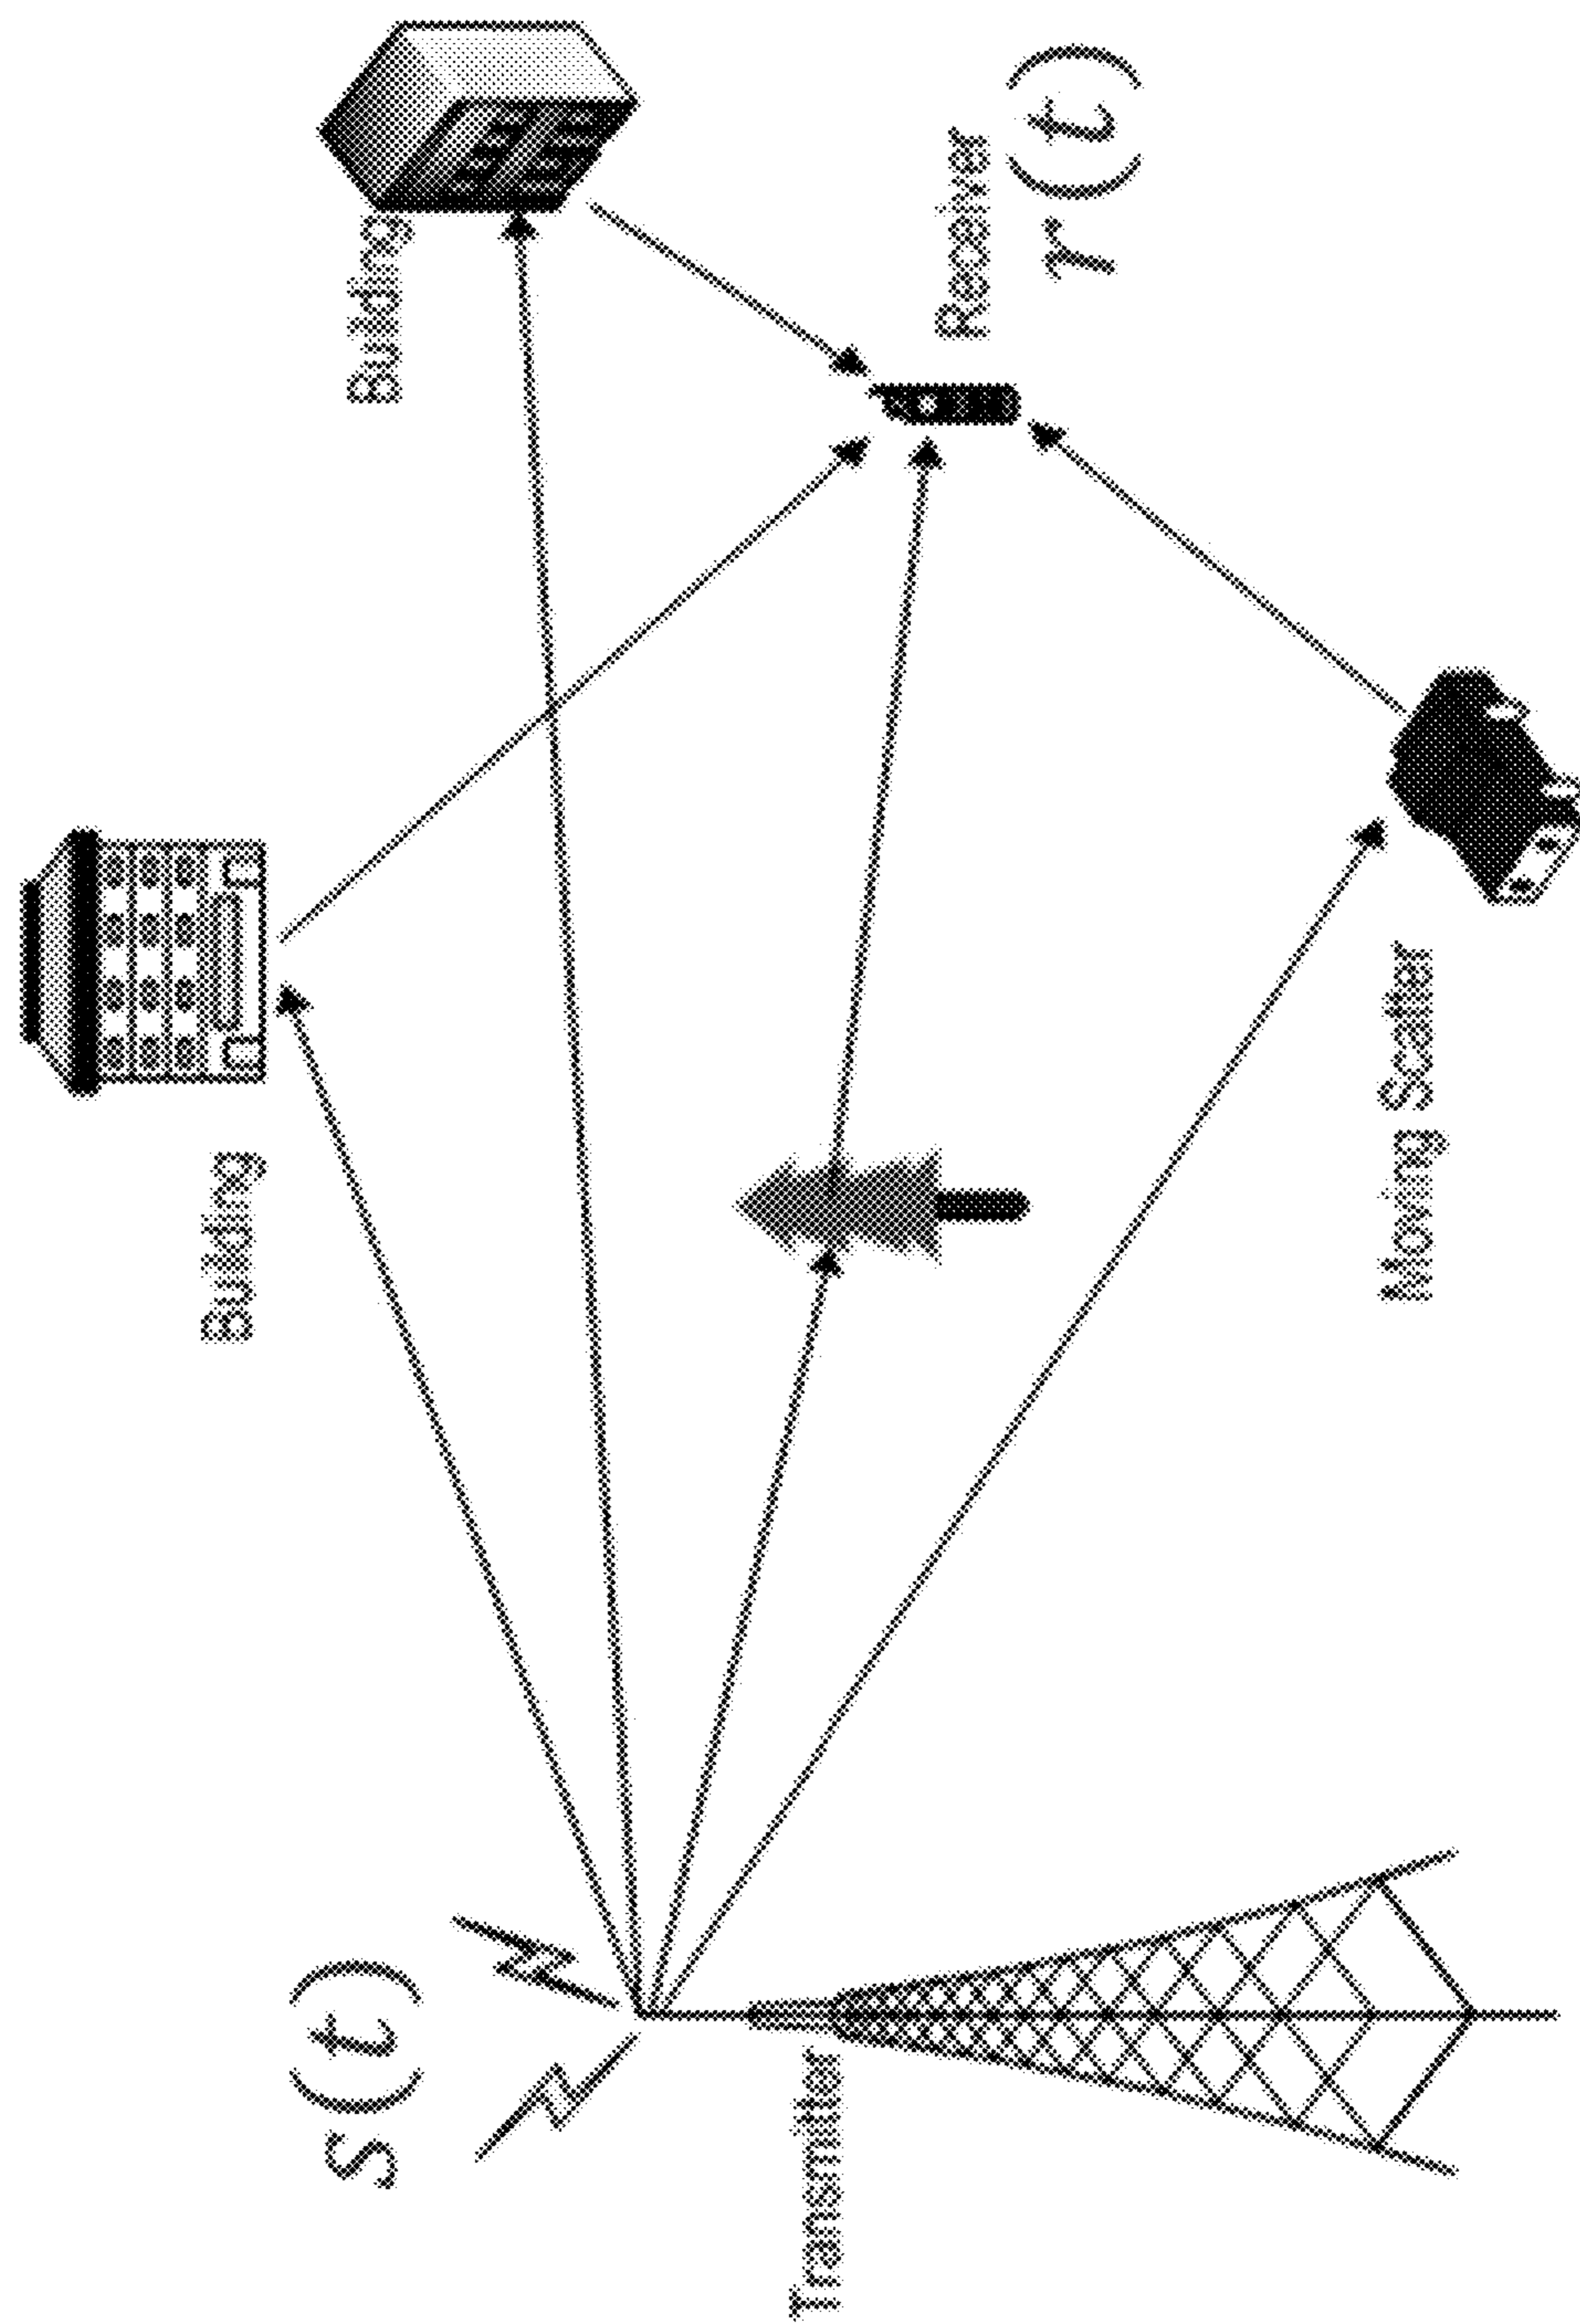 s(t)
Transmitter
Building
Building
Receiver
r(t)
Moving Scatter